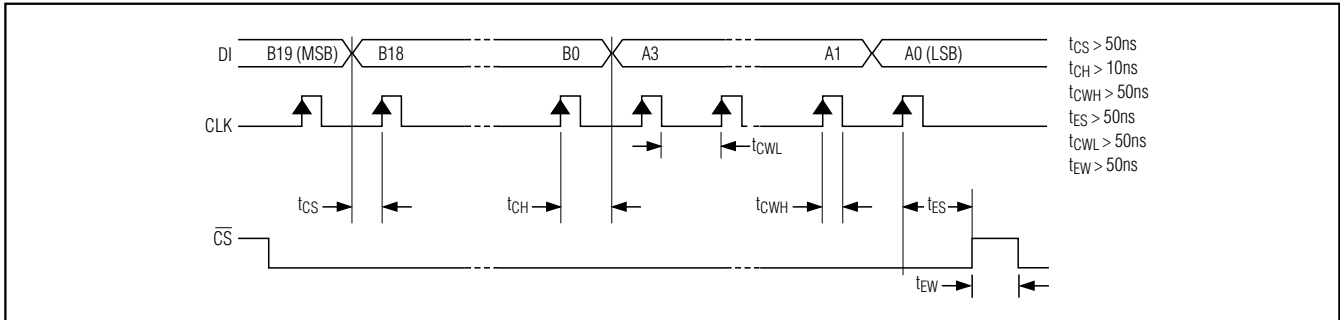 DI B19 (MSB) B18 B0 A3 A1 A0 (LSB)
CLK
tCWL
tCS tCH tCWH tES
CS
tEW
tCS > 50ns
tCH > 10ns
tCWH > 50ns
tES > 50ns
tCWL > 50ns
tEW > 50ns